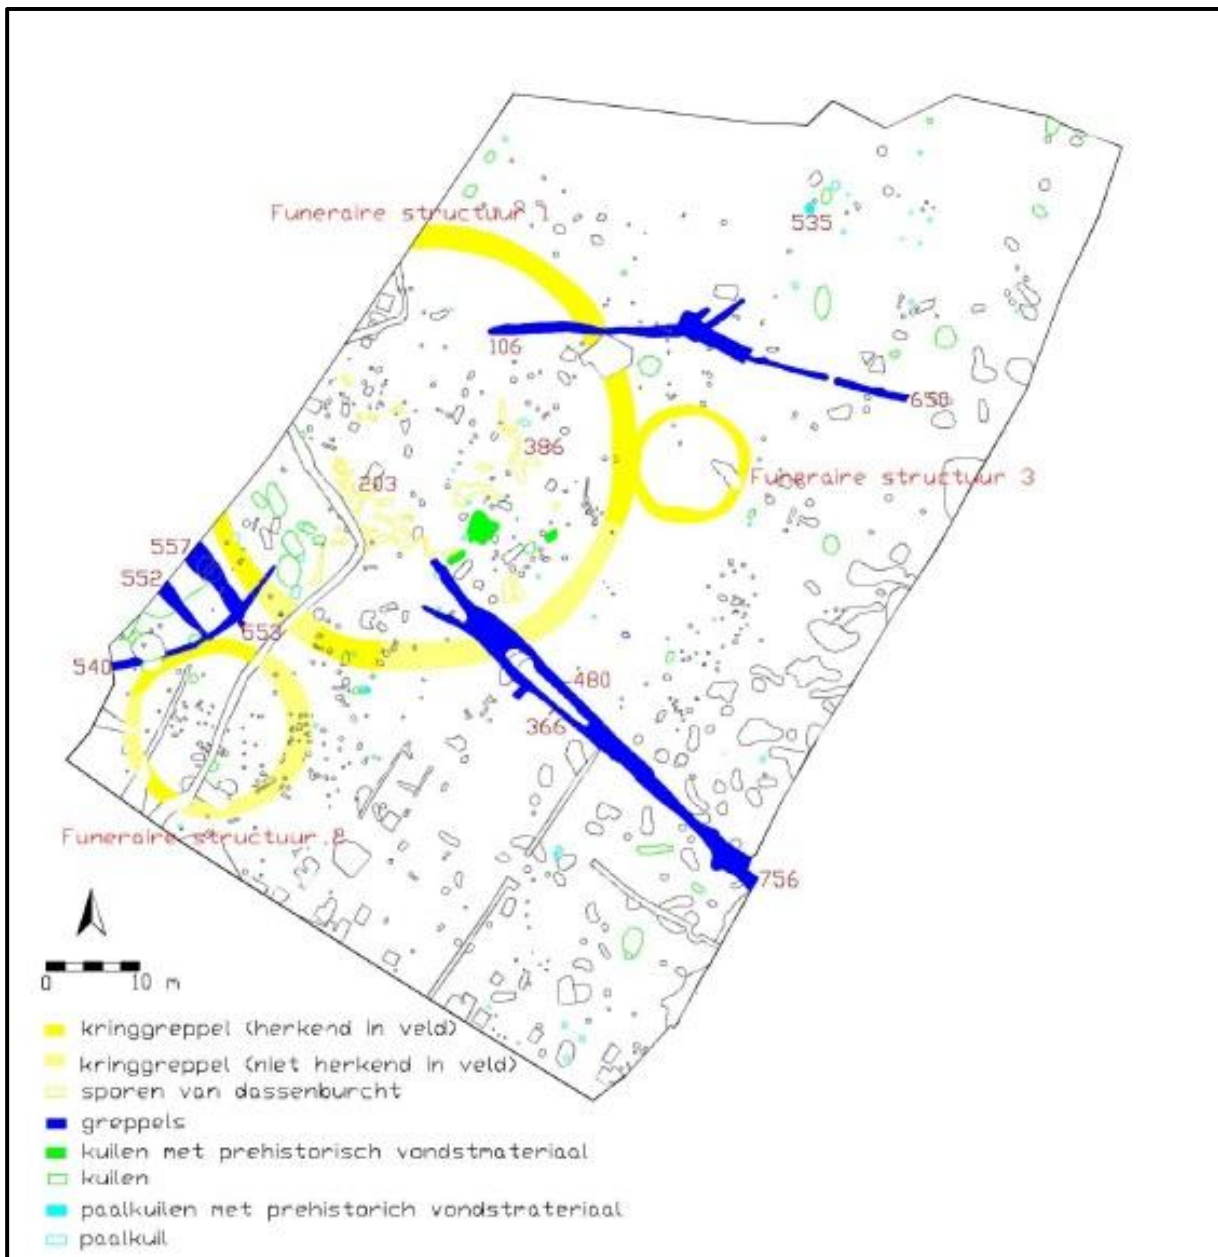 Funeraire structuur 1
535
106
658
386
Funeraire structuur 3
203
557
552
553
540
480
366
Funeraire structuur 2
756
0 10 m
kringgreppel (herkend in veld)
kringgreppel (niet herkend in veld)
sporen van dassenburcht
greppels
kuilen met prehistorisch vondstmateriaal
kuilen
paalkuilen met prehistorich vondstmateriaal
paalkuil